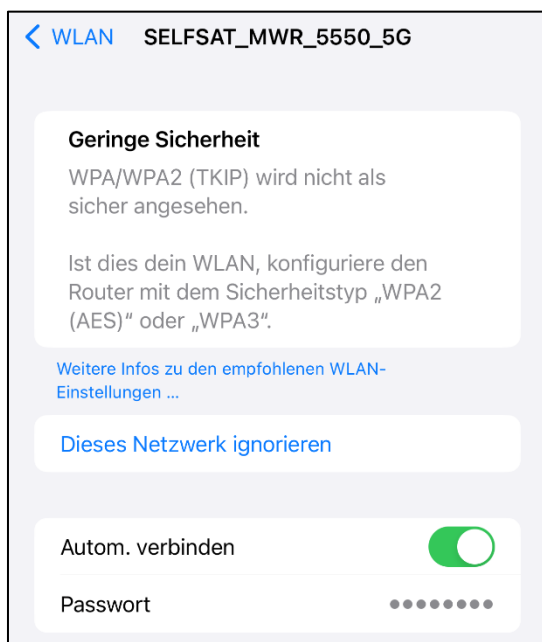 WLAN SELFSAT_MWR_5550_5G
Geringe Sicherheit
WPA/WPA2 (TKIP) wird nicht als
sicher angesehen.
Ist dies dein WLAN, konfiguriere den
Router mit dem Sicherheitstyp „WPA2
(AES)“ oder „WPA3“.
Weitere Infos zu den empfohlenen WLAN-
Einstellungen ...
Dieses Netzwerk ignorieren
Autom. verbinden
Passwort ●●●●●●●●